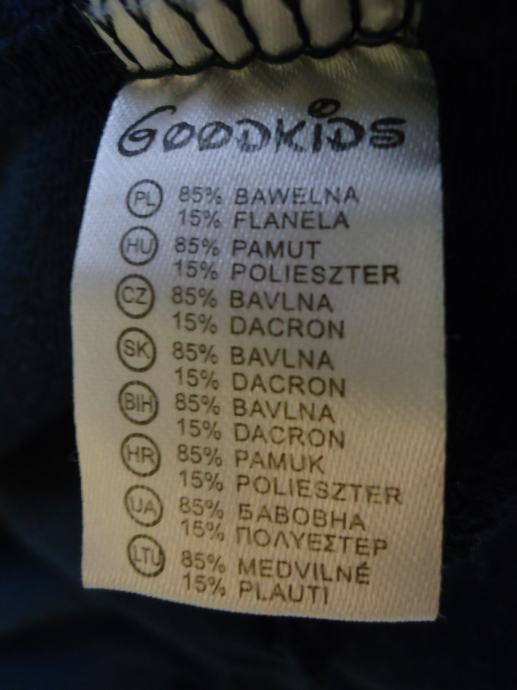 GOODKIDS
PL 85% BAWELNA
15% FLANELA
HU 85% PAMUT
15% POLIESZTER
CZ 85% BAVLNA
15% DACRON
SK 85% BAVLNA
15% DACRON
BIH 85% BAVLNA
15% DACRON
HR 85% PAMUK
15% POLIESZTER
UA 85% БАВОВНА
15% ΠΟΛΥΕΣΤΕΡ
LTU 85% MEDVILNÉ
15% PLAUTI